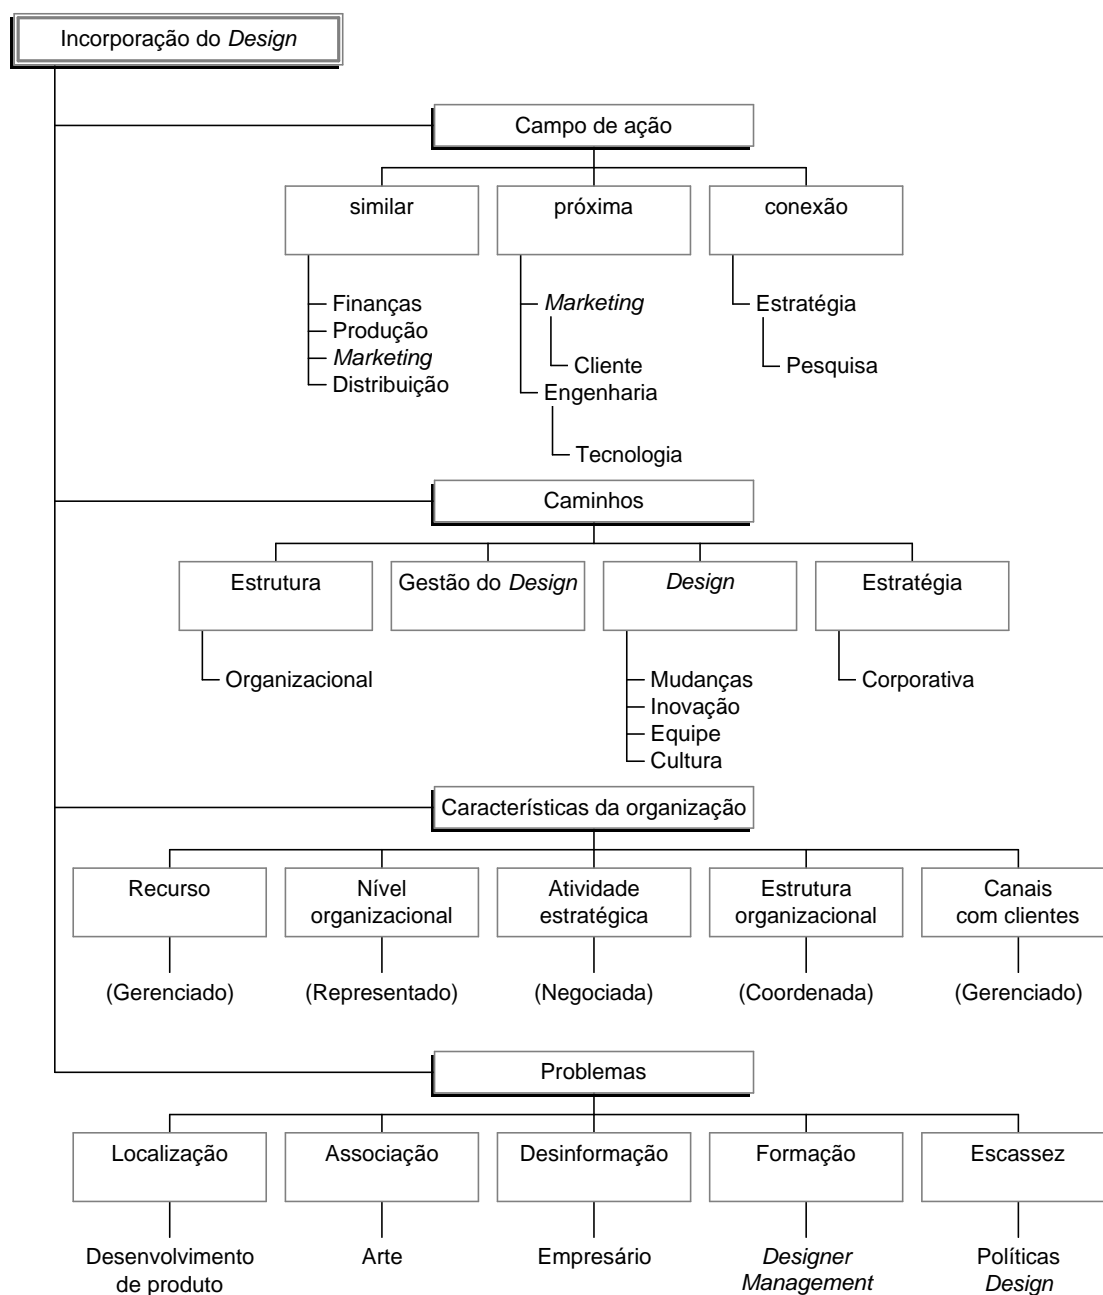 Incorporação do Design
Campo de ação
similar
próxima
conexão
Finanças
Produção
Marketing
Distribuição
Marketing
Cliente
Engenharia
Tecnologia
Estratégia
Pesquisa
Caminhos
Estrutura
Gestão do Design
Design
Estratégia
Organizacional
Mudanças
Inovação
Equipe
Cultura
Corporativa
Características da organização
Recurso
Nível
organizacional
Atividade
estratégica
Estrutura
organizacional
Canais
com clientes
(Gerenciado)
(Representado)
(Negociada)
(Coordenada)
(Gerenciado)
Problemas
Localização
Associação
Desinformação
Formação
Escassez
Desenvolvimento
de produto
Arte
Empresário
Designer
Management
Políticas
Design